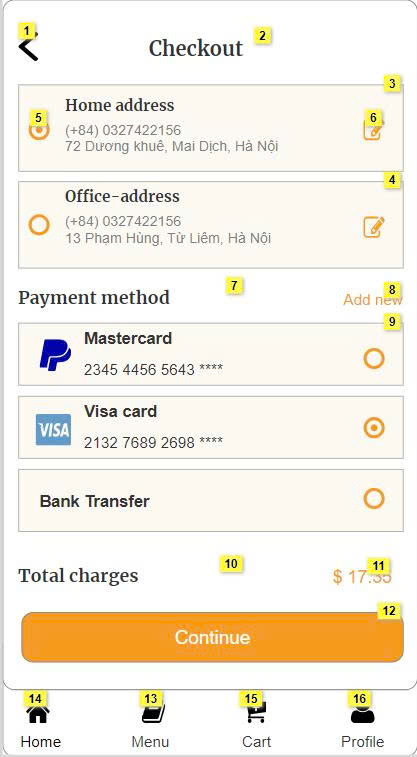 1
Checkout 2
3
Home address
5
6
(+84) 0327422156
72 Dương khuê, Mai Dịch, Hà Nội
4
Office-address
(+84) 0327422156
13 Phạm Hùng, Từ Liêm, Hà Nội
7
8
Payment method
Add new
9
Mastercard
2345 4456 5643 ****
Visa card
VISA
2132 7689 2698 ****
Bank Transfer
10
11
Total charges
$ 17.35
12
Continue
14 13 15 16
Home Menu Cart Profile